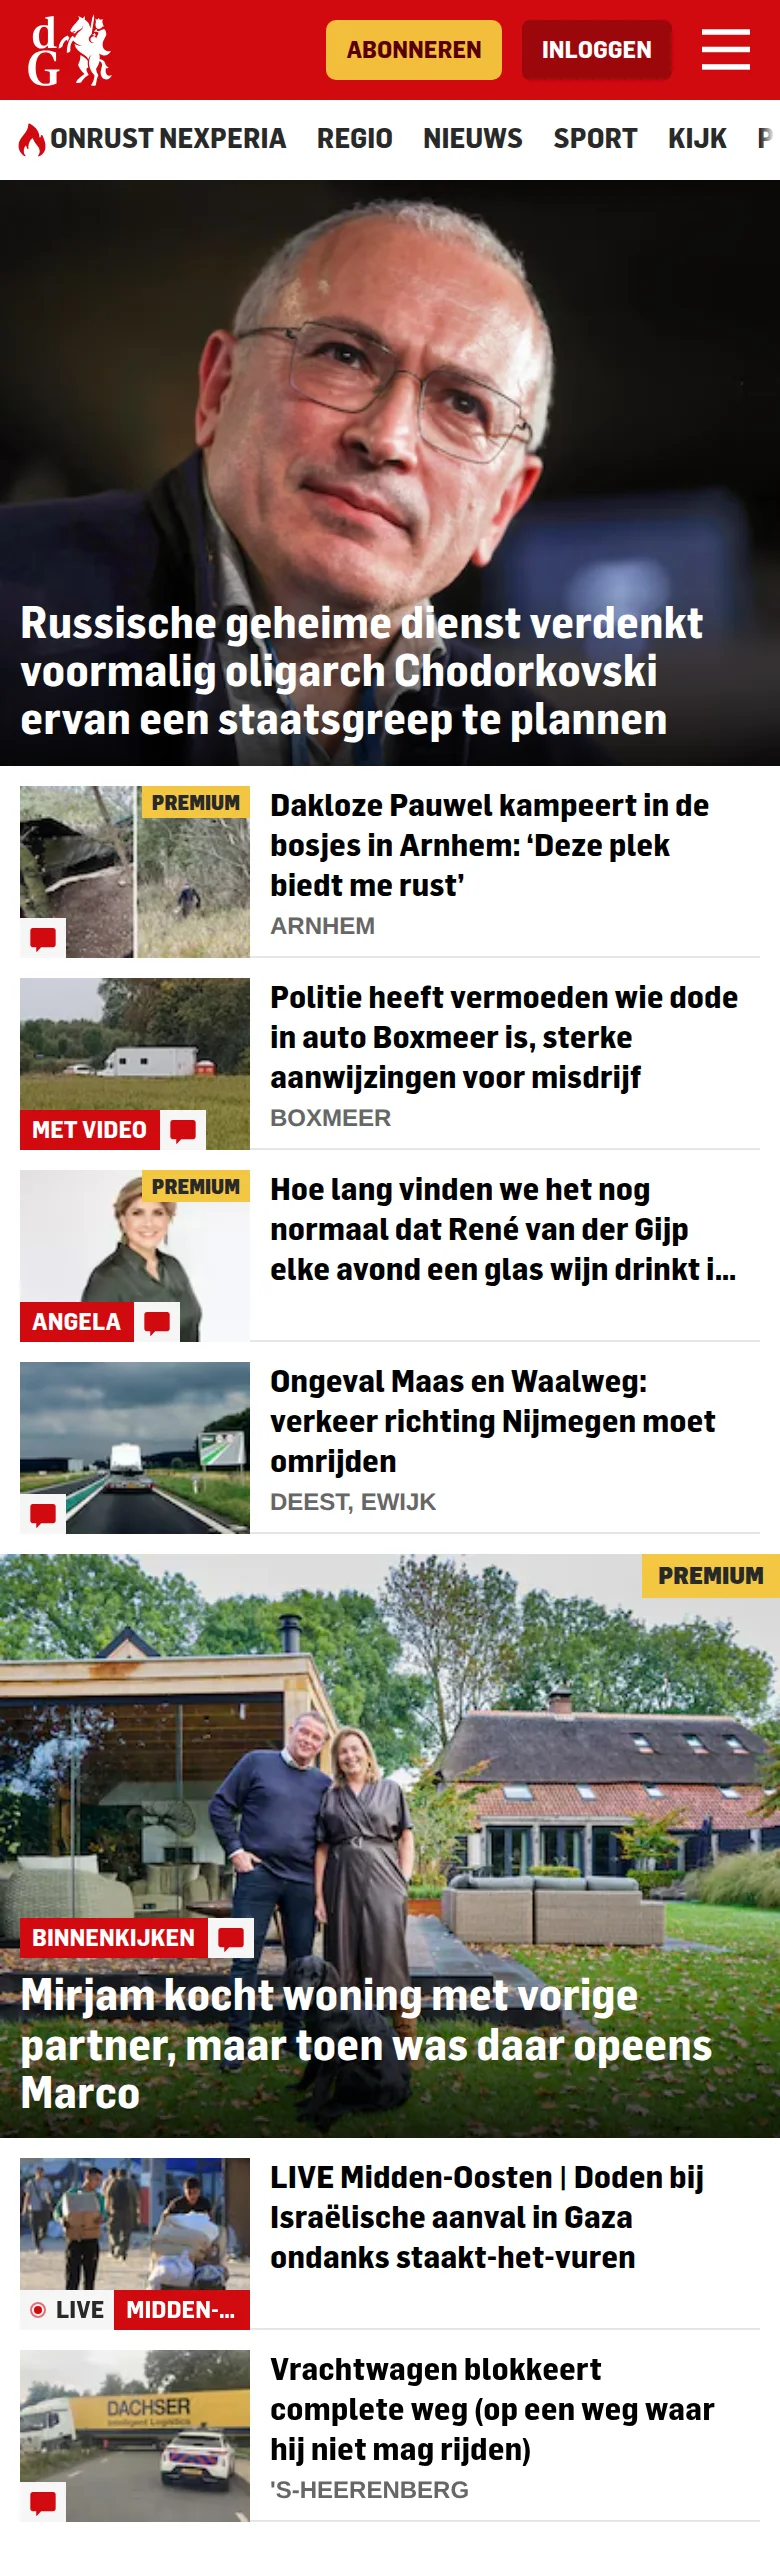 dG
ABONNEREN
INLOGGEN
ONRUST NEXPERIA REGIO NIEUWS SPORT KIJK P
Russische geheime dienst verdenkt
voormalig oligarch Chodorkovski
ervan een staatsgreep te plannen
PREMIUM
Dakloze Pauwel kampeert in de
bosjes in Arnhem: ‘Deze plek
biedt me rust’
ARNHEM
Politie heeft vermoeden wie dode
in auto Boxmeer is, sterke
aanwijzingen voor misdrijf
BOXMEER
MET VIDEO
PREMIUM
Hoe lang vinden we het nog
normaal dat René van der Gijp
elke avond een glas wijn drinkt i...
ANGELA
Ongeval Maas en Waalweg:
verkeer richting Nijmegen moet
omrijden
DEEST, EWIJK
PREMIUM
BINNENKIJKEN
Mirjam kocht woning met vorige
partner, maar toen was daar opeens
Marco
LIVE Midden-Oosten | Doden bij
Israëlische aanval in Gaza
ondanks staakt-het-vuren
LIVE MIDDEN-...
Vrachtwagen blokkeert
complete weg (op een weg waar
hij niet mag rijden)
'S-HEERENBERG
DACHSER
Intelligent Logistics